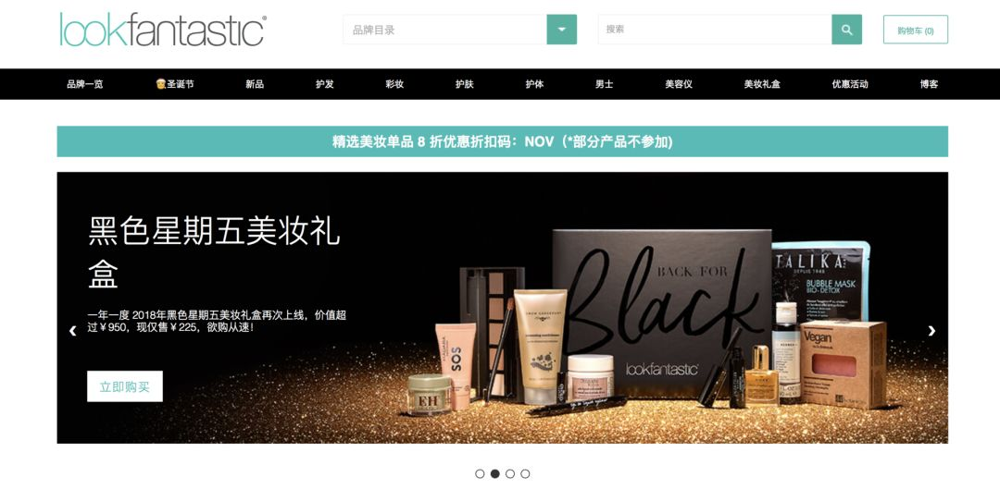 lookfantastic®
品牌目录
搜索
购物车 (0)
品牌一览
圣诞节
新品
护发
彩妆
护肤
护体
男士
美容仪
美妆礼盒
优惠活动
博客
精选美妆单品 8 折优惠折扣码：NOV（*部分产品不参加)
黑色星期五美妆礼
盒
一年一度 2018年黑色星期五美妆礼盒再次上线，价值超
过￥950，现仅售￥225，欲购从速！
立即购买
BACK FOR
Black
lookfantastic
TALIKA
DEPUIS 1948
BUBBLE MASK
BIO-DETOX
SOS
EH
Vegan